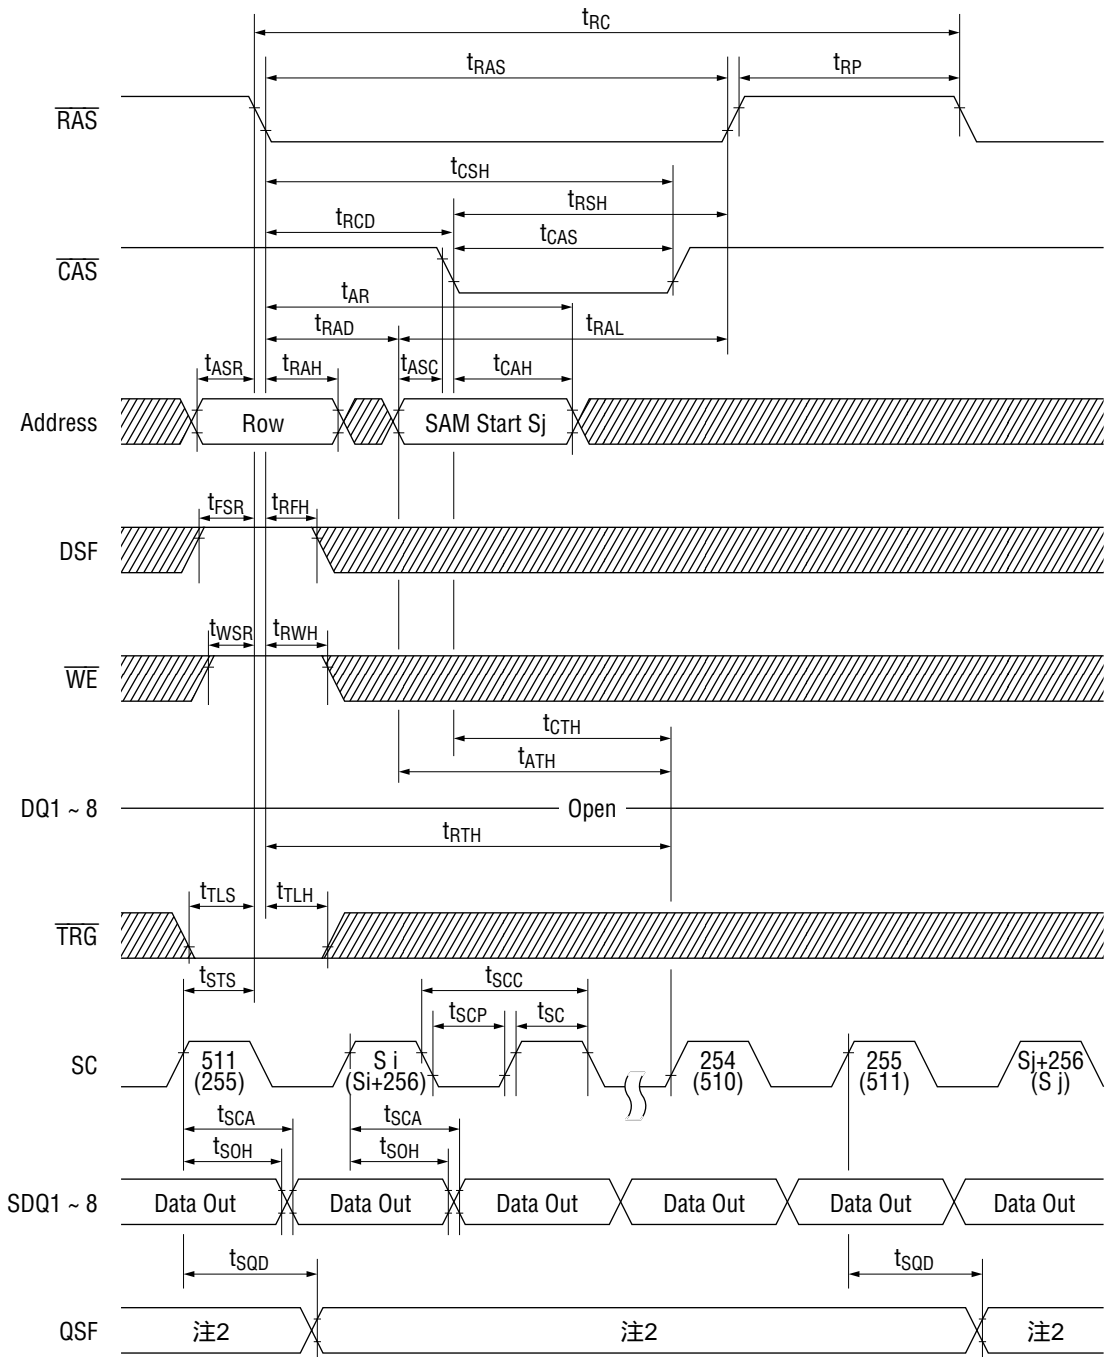 tRC
tRAS
tRP
RAS
tCSH
tRSH
tRCD
tCAS
CAS
tAR
tRAD
tRAL
tASR
tRAH
tASC
tCAH
Address
Row
SAM Start Sj
tFSR
tRFH
DSF
tWSR
tRWH
WE
tCTH
tATH
DQ1 ~ 8
Open
tRTH
tTLS
tTLH
TRG
tSTS
tSCC
tSCP
tSC
SC
511
(255)
S i
(Si+256)
254
(510)
255
(511)
Sj+256
(S j)
tSCA
tSCA
tSOH
tSOH
SDQ1 ~ 8
Data Out
Data Out
Data Out
Data Out
Data Out
Data Out
tSQD
tSQD
QSF
注2
注2
注2